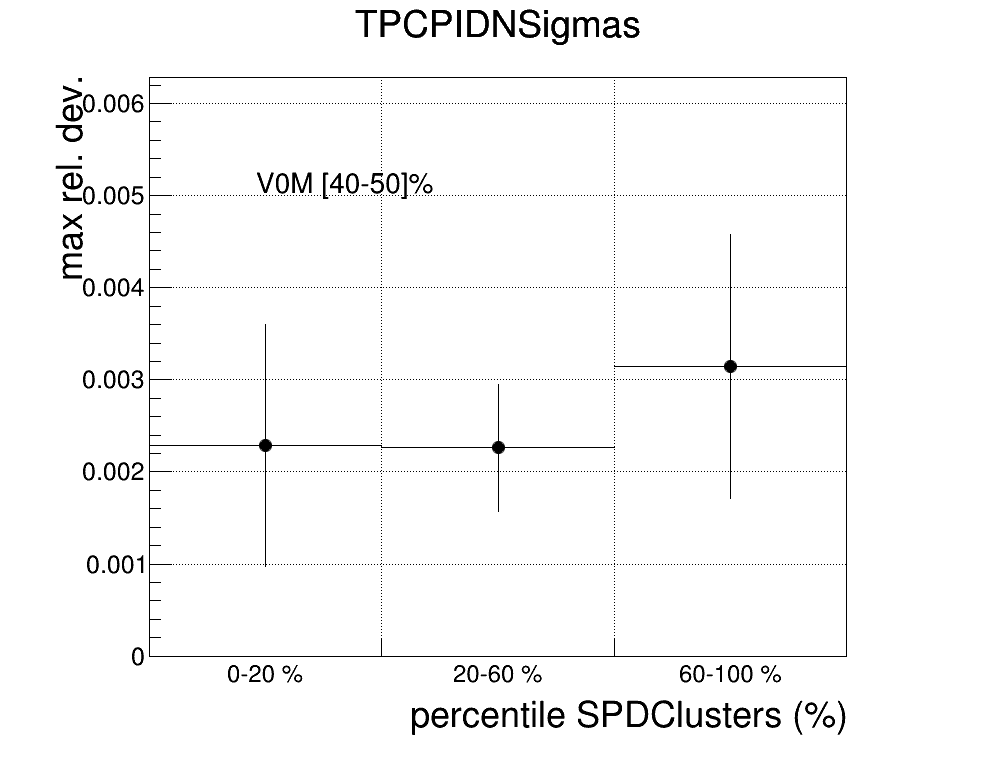 TPCPIDNSigmas
max rel. dev.
0.006
V0M [40-50]%
0.005
0.004
0.003
0.002
0.001
0
0-20 %
20-60 %
60-100 %
percentile SPDClusters (%)